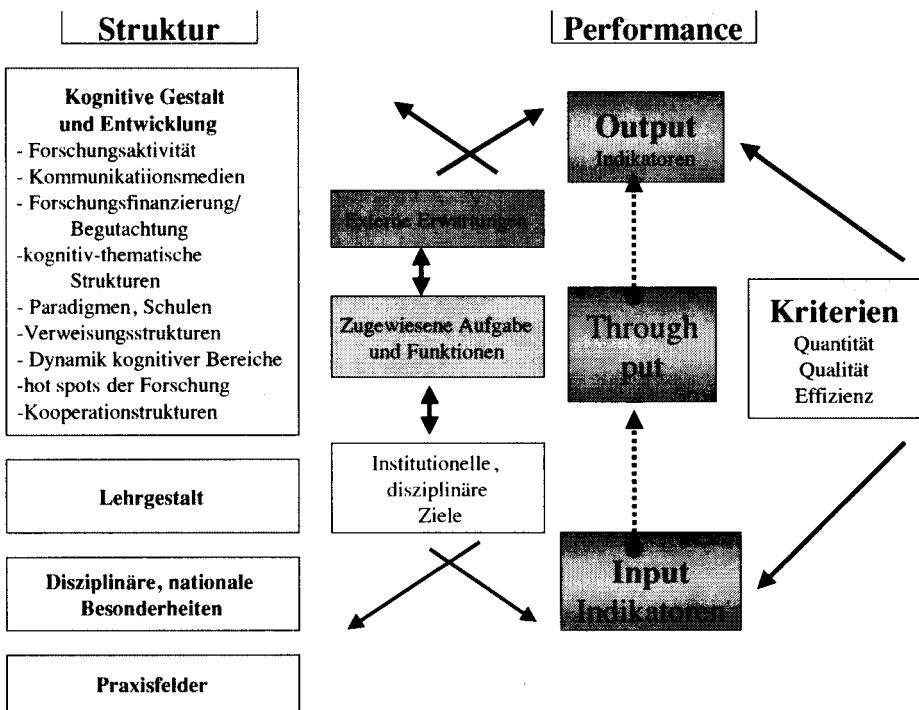 Struktur
Kognitive Gestalt
und Entwicklung
- Forschungsaktivität
- Kommunikatiionsmedien
- Forschungsfinanzierung/
Begutachtung
-kognitiv-thematische
Strukturen
- Paradigmen, Schulen
-Verweisungsstrukturen
- Dynamik kognitiver Bereiche
-hot spots der Forschung
-Kooperationstrukturen
Lehrgestalt
Disziplinäre, nationale
Besonderheiten
Praxisfelder
Externe Erwartungen
Zugewiesene Aufgabe
und Funktionen
Institutionelle,
disziplinäre
Ziele
Performance
Output
Indikatoren
Through
put
Input
Indikatoren
Kriterien
Quantität
Qualität
Effizienz